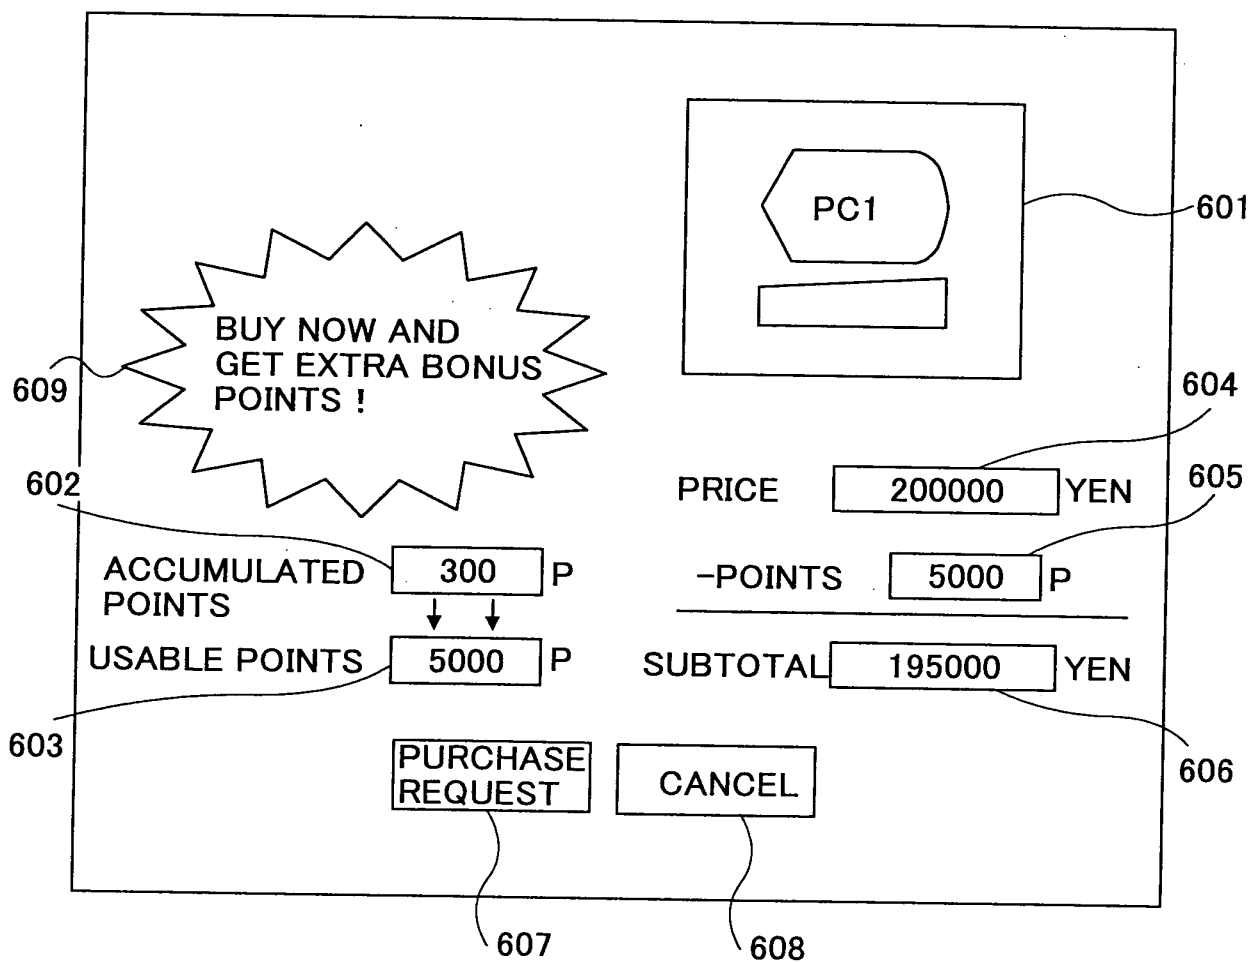 PC1
601
BUY NOW AND
GET EXTRA BONUS
POINTS !
609
604
602
PRICE 200000 YEN
605
ACCUMULATED
POINTS
300 P
-POINTS 5000 P
USABLE POINTS 5000 P
SUBTOTAL 195000 YEN
603
606
PURCHASE
REQUEST
CANCEL
607
608